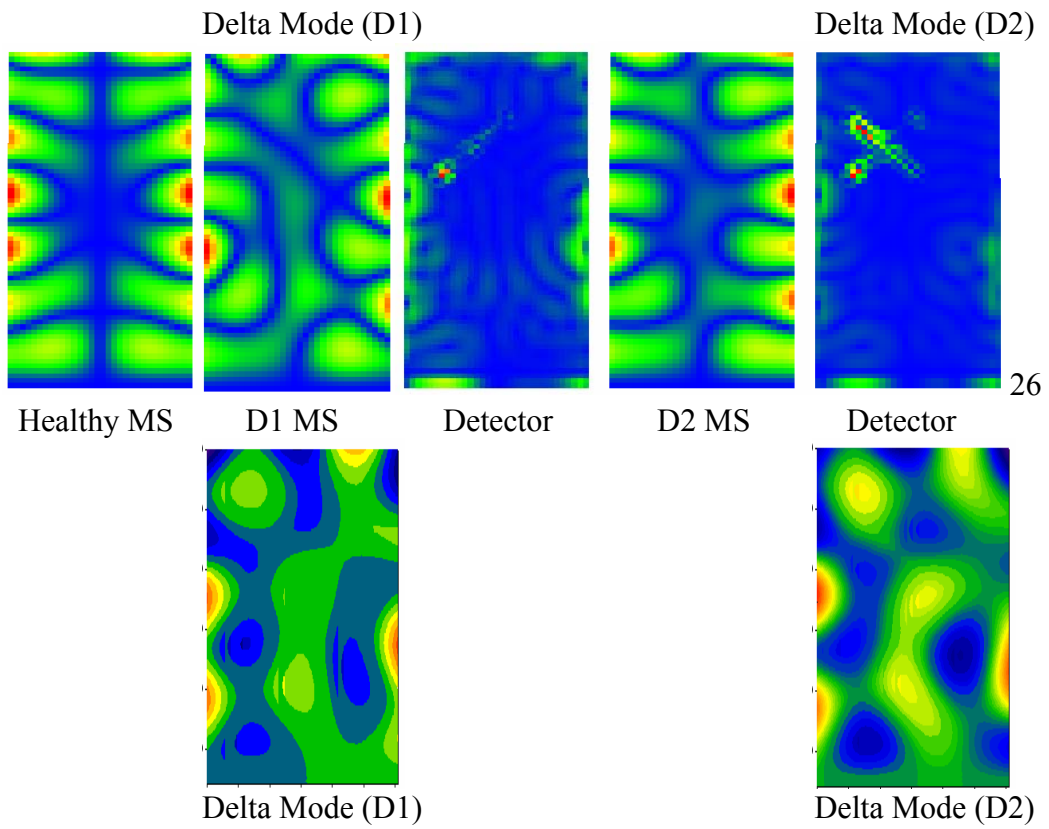 Delta Mode (D1) Delta Mode (D2)
26
Healthy MS D1 MS Detector D2 MS Detector
Delta Mode (D1) Delta Mode (D2)